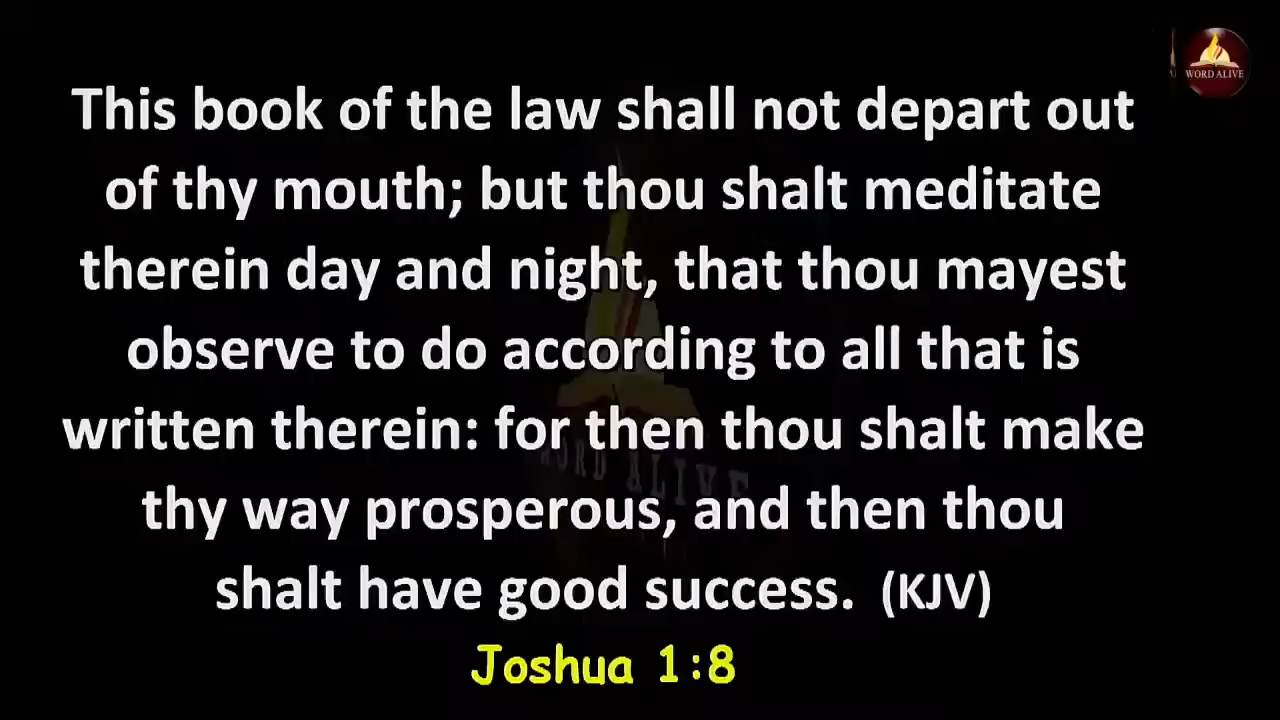 WORD ALIVE
This book of the law shall not depart out
of thy mouth; but thou shalt meditate
therein day and night, that thou mayest
observe to do according to all that is
written therein: for then thou shalt make
thy way prosperous, and then thou
shalt have good success. (KJV)
Joshua 1:8
WORD ALIVE